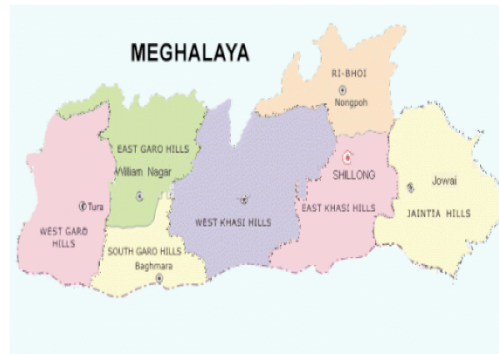 MEGHALAYA
RI-BHOI
Nongpoh
EAST GARO HILLS
William Nagar
SHILLONG
Jowai
Tura
WEST KHASI HILLS
EAST KHASI HILLS
JAINTIA HILLS
WEST GARO
HILLS
SOUTH GARO HILLS
Baghmara